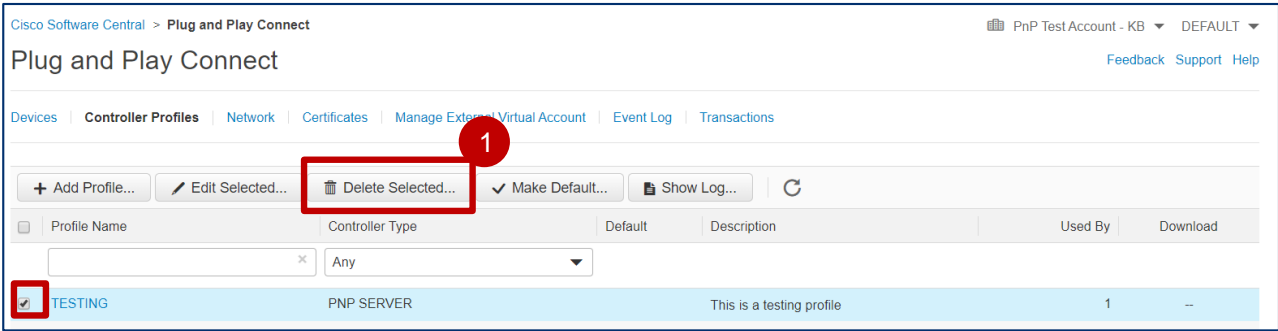 Cisco Software Central > Plug and Play Connect
PnP Test Account - KB DEFAULT
Plug and Play Connect
Feedback Support Help
Devices Controller Profiles Network Certificates Manage External Virtual Account Event Log Transactions
1
+ Add Profile... Edit Selected... Delete Selected... Make Default... Show Log...
Profile Name Controller Type Default Description Used By Download
× Any
TESTING PNP SERVER This is a testing profile 1 --